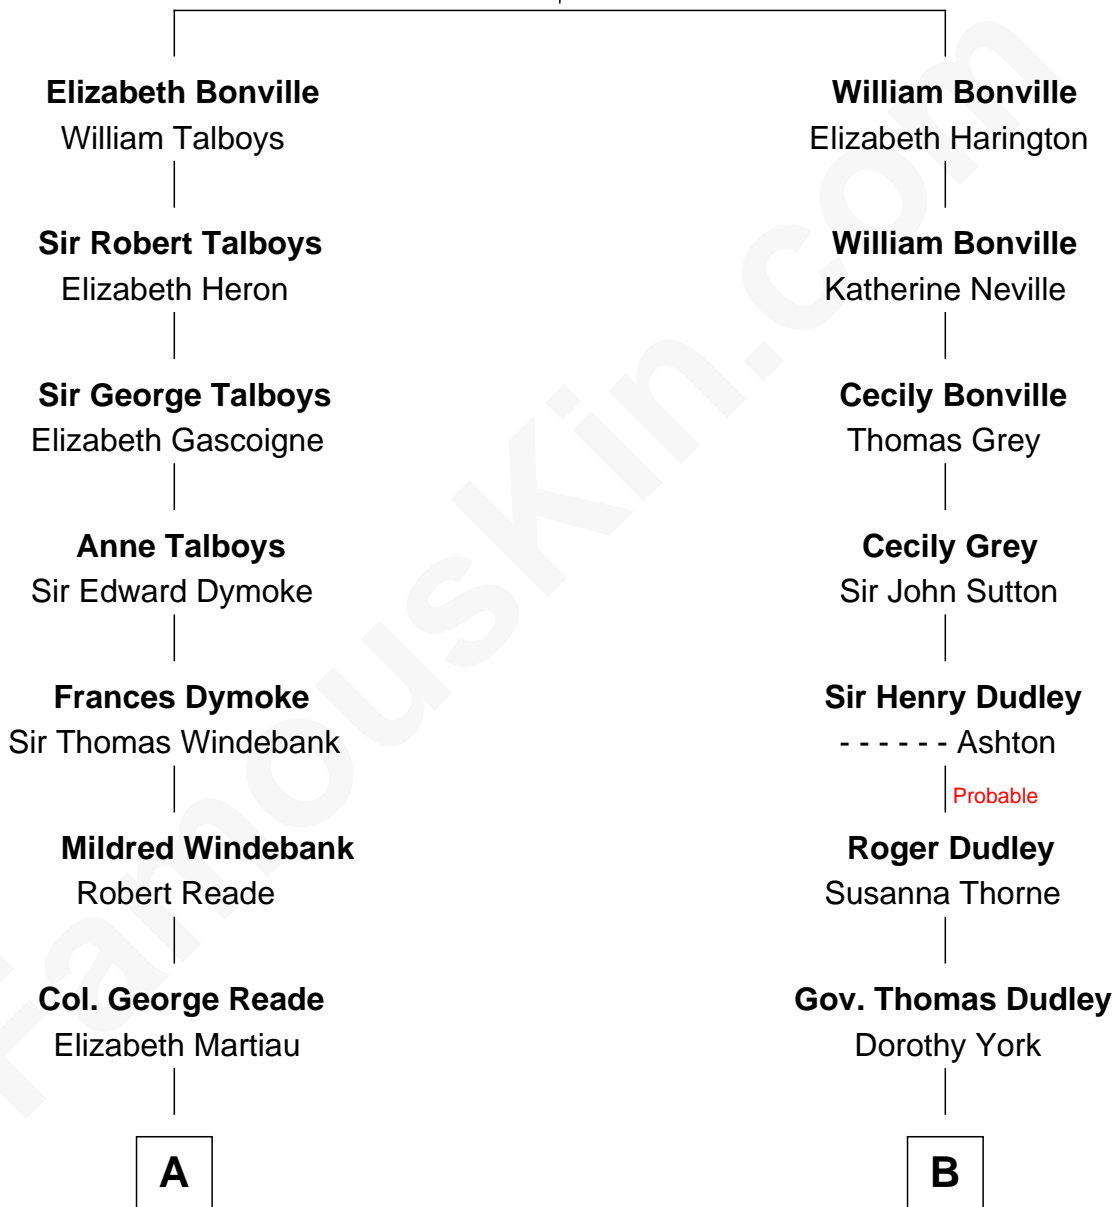 Elizabeth Bonville
William Talboys
Sir Robert Talboys
Elizabeth Heron
Sir George Talboys
Elizabeth Gascoigne
Anne Talboys
Sir Edward Dymoke
Frances Dymoke
Sir Thomas Windebank
Mildred Windebank
Robert Reade
Col. George Reade
Elizabeth Martiau
A
William Bonville
Elizabeth Harington
William Bonville
Katherine Neville
Cecily Bonville
Thomas Grey
Cecily Grey
Sir John Sutton
Sir Henry Dudley
- - - - - - Ashton
Probable
Roger Dudley
Susanna Thorne
Gov. Thomas Dudley
Dorothy York
B
FamousKin.com